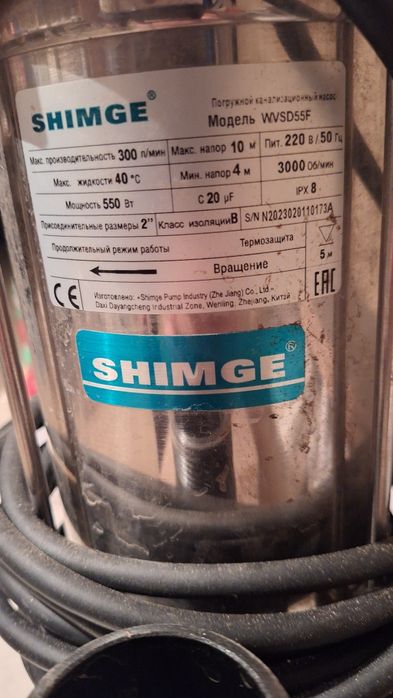 SHIMGE®
Погружной канализационный насос
Модель WVSD55F
Макс. производительность 300 л/мин
Макс. напор 10 м
Пит. 220 В / 50 Гц
Макс. жидкости 40 °С
Мин. напор 4 м
3000 Об/мин
Мощность 550 Вт
C 20 µF
IPX 8
Присоединительные размеры 2"
Класс изоляции B
S/N N2023020110173A
Продолжительный режим работы
Термозащита
5 м
Вращение
CE
Изготовлено: «Shimge Pump Industry (Zhe Jiang) Co., Ltd.»
Daxi Dayangcheng Industrial Zone, Wenling, Zhejiang, Китай
EAC
SHIMGE®